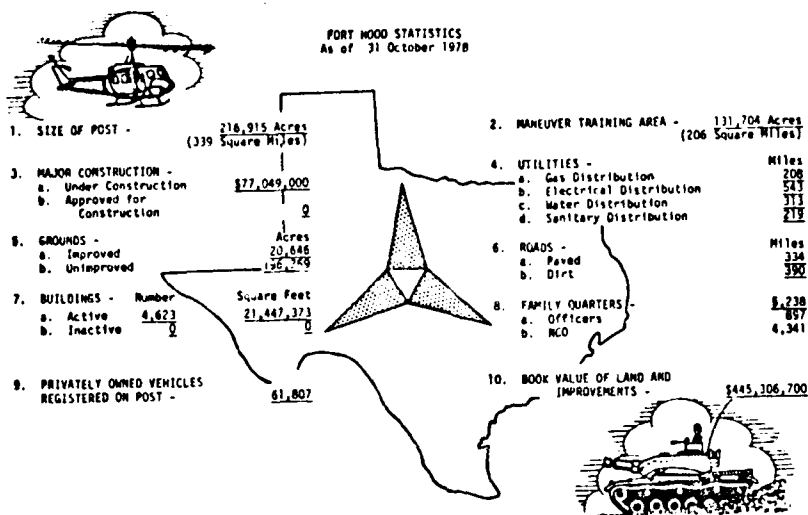 FORT HOOD STATISTICS
As of 31 October 1978
1. SIZE OF POST - 216,915 Acres
(339 Square Miles)
2. MANEUVER TRAINING AREA - 131,704 Acres
(206 Square Miles)
3. MAJOR CONSTRUCTION -
a. Under Construction $77,049,000
b. Approved for
Construction 0
4. UTILITIES - Miles
a. Gas Distribution 208
b. Electrical Distribution 543
c. Water Distribution 313
d. Sanitary Distribution 219
5. GROUNDS - Acres
a. Improved 20,646
b. Unimproved 196,269
6. ROADS - Miles
a. Paved 334
b. Dirt 390
7. BUILDINGS - Number Square Feet
a. Active 4,623 21,447,373
b. Inactive 0 0
8. FAMILY QUARTERS - 5,238
a. Officers 897
b. NCO 4,341
9. PRIVATELY OWNED VEHICLES
REGISTERED ON POST - 61,807
10. BOOK VALUE OF LAND AND
IMPROVEMENTS - $445,306,700